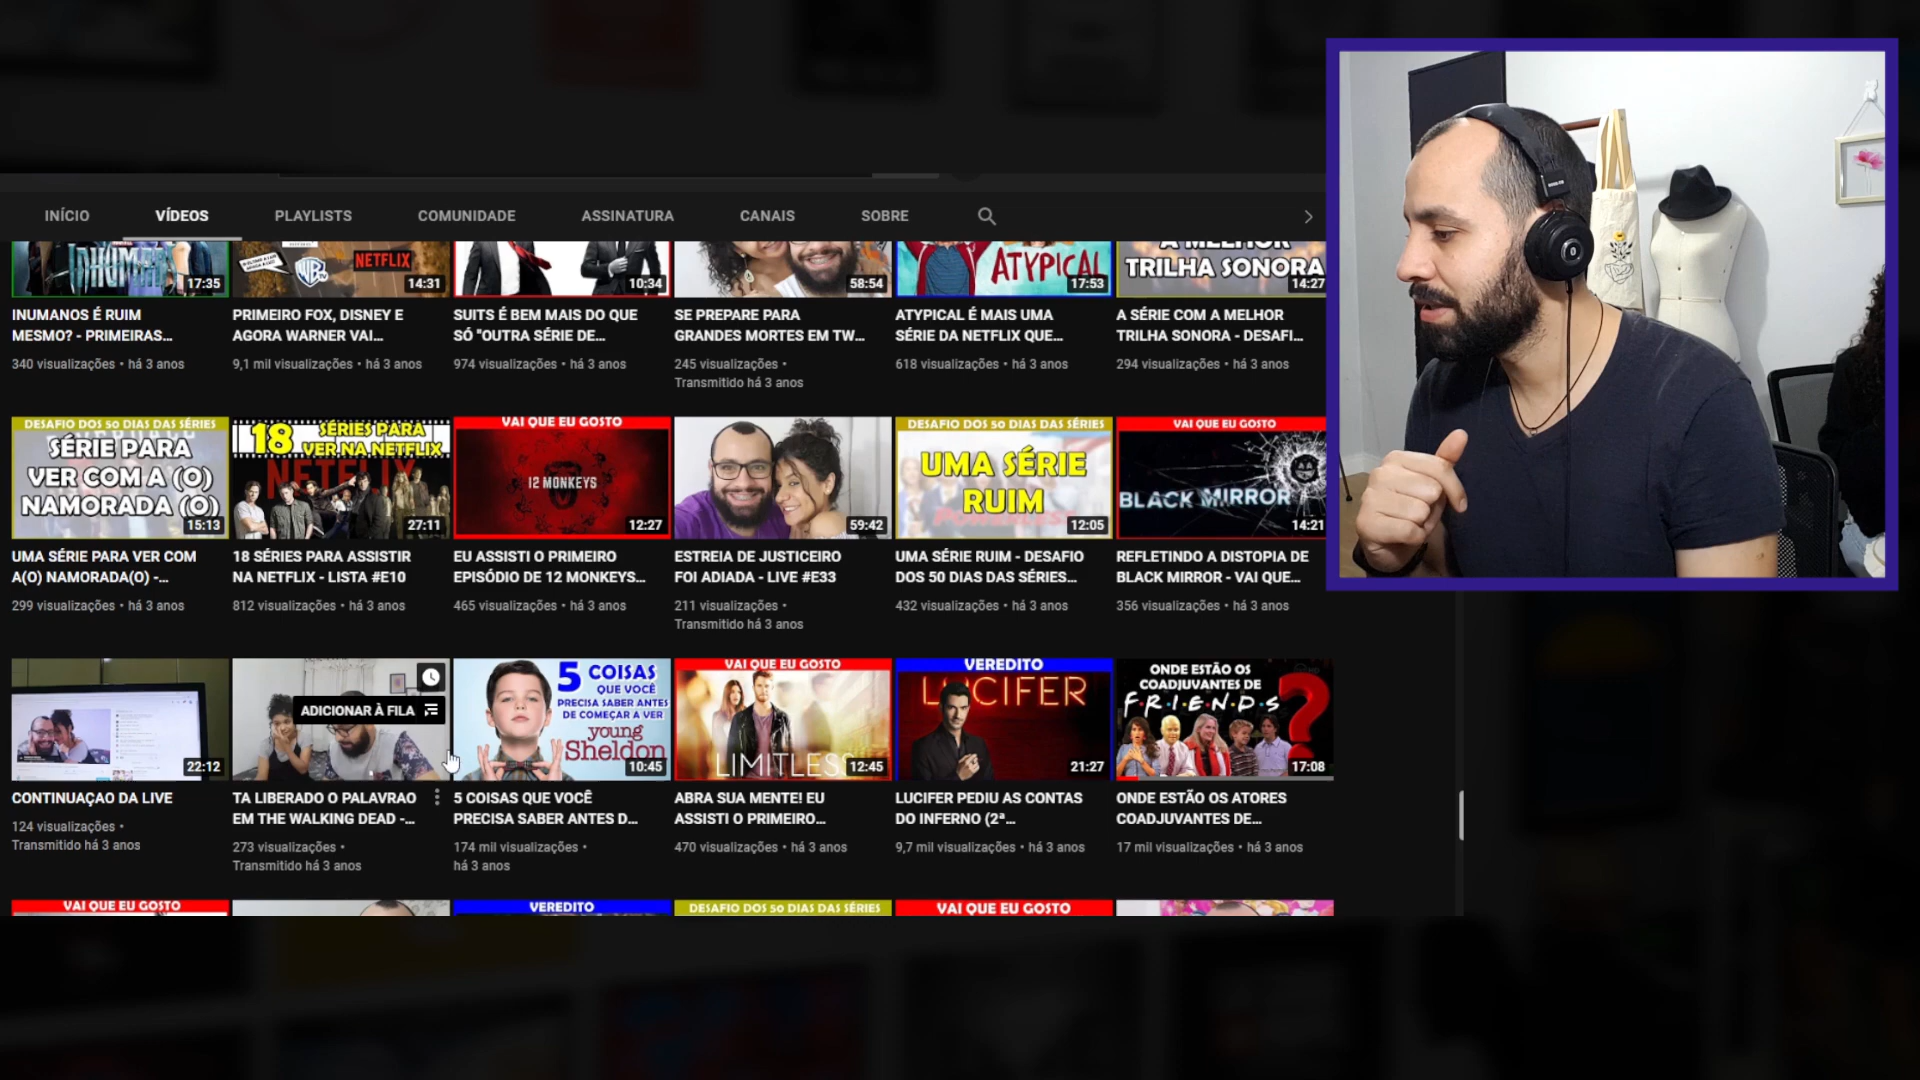 INÍCIO VÍDEOS PLAYLISTS COMUNIDADE ASSINATURA CANAIS SOBRE
17:35
WB NETFLIX
14:31
10:34
58:54
ATYPICAL
17:53
A MELHOR
TRILHA SONORA
14:27
INUMANOS É RUIM
MESMO? - PRIMEIRAS...
340 visualizações • há 3 anos
PRIMEIRO FOX, DISNEY E
AGORA WARNER VAI...
9,1 mil visualizações • há 3 anos
SUITS É BEM MAIS DO QUE
SÓ "OUTRA SÉRIE DE...
974 visualizações • há 3 anos
SE PREPARE PARA
GRANDES MORTES EM TW...
245 visualizações •
Transmitido há 3 anos
ATYPICAL É MAIS UMA
SÉRIE DA NETFLIX QUE...
618 visualizações • há 3 anos
A SÉRIE COM A MELHOR
TRILHA SONORA - DESAFI...
294 visualizações • há 3 anos
DESAFIO DOS 50 DIAS DAS SÉRIES
SÉRIE PARA
VER COM A (O)
NAMORADA (O)
15:13
18 SÉRIES PARA
VER NA NETFLIX
NETFLIX
27:11
VAI QUE EU GOSTO
12 MONKEYS
12:27
59:42
DESAFIO DOS 50 DIAS DAS SÉRIES
UMA SÉRIE
RUIM
12:05
VAI QUE EU GOSTO
BLACK MIRROR
14:21
UMA SÉRIE PARA VER COM
A(O) NAMORADA(O) -...
299 visualizações • há 3 anos
18 SÉRIES PARA ASSISTIR
NA NETFLIX - LISTA #E10
812 visualizações • há 3 anos
EU ASSISTI O PRIMEIRO
EPISÓDIO DE 12 MONKEYS...
465 visualizações • há 3 anos
ESTREIA DE JUSTICEIRO
FOI ADIADA - LIVE #E33
211 visualizações •
Transmitido há 3 anos
UMA SÉRIE RUIM - DESAFIO
DOS 50 DIAS DAS SÉRIES...
432 visualizações • há 3 anos
REFLETINDO A DISTOPIA DE
BLACK MIRROR - VAI QUE...
356 visualizações • há 3 anos
22:12
ADICIONAR À FILA
5 COISAS
QUE VOCÊ
PRECISA SABER ANTES
DE COMEÇAR A VER
young
Sheldon
10:45
VAI QUE EU GOSTO
LIMITLESS
12:45
VEREDITO
LUCIFER
21:27
ONDE ESTÃO OS
COADJUVANTES DE
F·R·I·E·N·D·S
?
17:08
CONTINUAÇAO DA LIVE
124 visualizações •
Transmitido há 3 anos
TA LIBERADO O PALAVRAO
EM THE WALKING DEAD -...
273 visualizações •
Transmitido há 3 anos
5 COISAS QUE VOCÊ
PRECISA SABER ANTES D...
174 mil visualizações •
há 3 anos
ABRA SUA MENTE! EU
ASSISTI O PRIMEIRO...
470 visualizações • há 3 anos
LUCIFER PEDIU AS CONTAS
DO INFERNO (2ª...
9,7 mil visualizações • há 3 anos
ONDE ESTÃO OS ATORES
COADJUVANTES DE...
17 mil visualizações • há 3 anos
VAI QUE EU GOSTO
VEREDITO
DESAFIO DOS 50 DIAS DAS SÉRIES
VAI QUE EU GOSTO